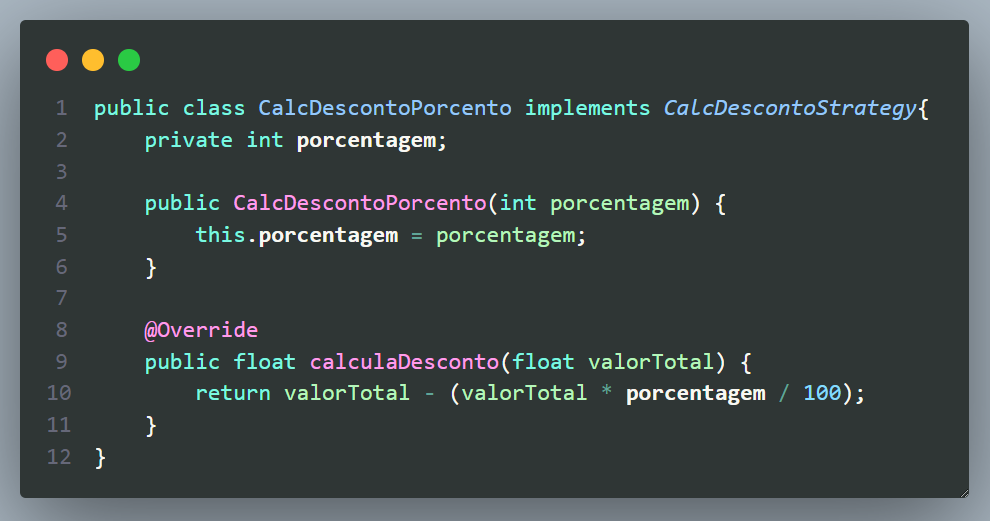 1 public class CalcDescontoPorcento implements CalcDescontoStrategy{
2     private int porcentagem;
3
4     public CalcDescontoPorcento(int porcentagem) {
5         this.porcentagem = porcentagem;
6     }
7
8     @Override
9     public float calculaDesconto(float valorTotal) {
10         return valorTotal - (valorTotal * porcentagem / 100);
11     }
12 }